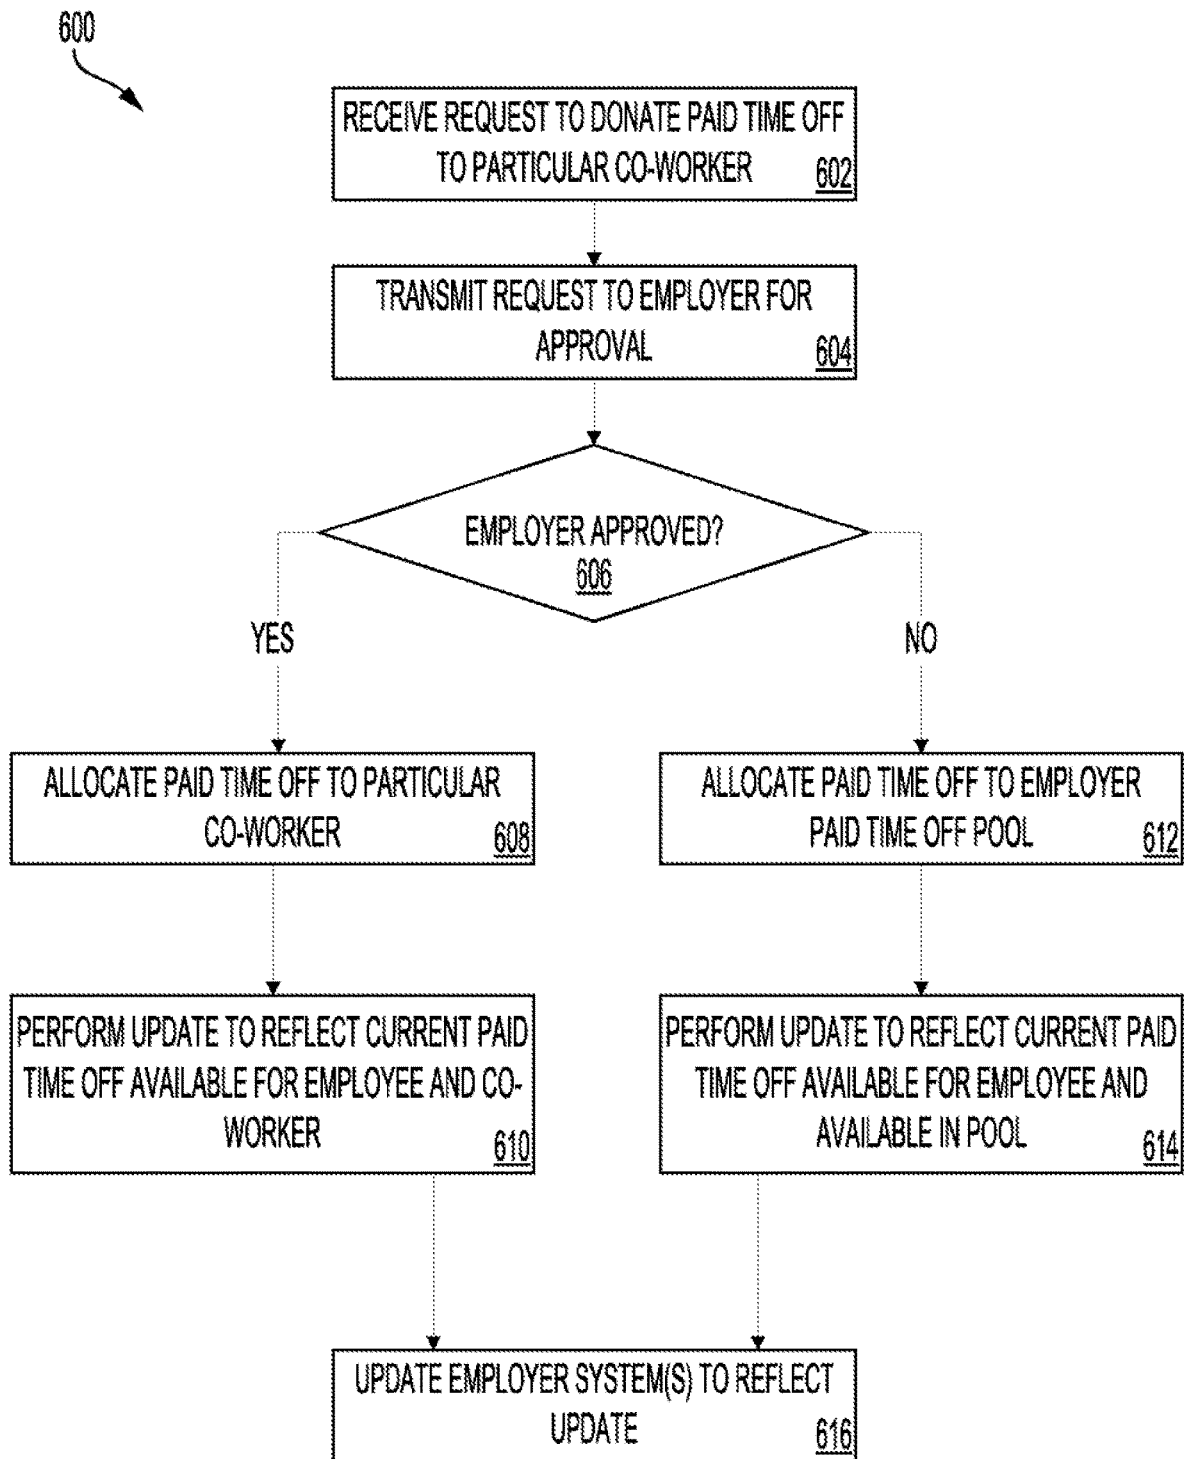 600
RECEIVE REQUEST TO DONATE PAID TIME OFF
TO PARTICULAR CO-WORKER 602
TRANSMIT REQUEST TO EMPLOYER FOR
APPROVAL 604
EMPLOYER APPROVED?
606
YES
NO
ALLOCATE PAID TIME OFF TO PARTICULAR
CO-WORKER 608
ALLOCATE PAID TIME OFF TO EMPLOYER
PAID TIME OFF POOL 612
PERFORM UPDATE TO REFLECT CURRENT PAID
TIME OFF AVAILABLE FOR EMPLOYEE AND CO-
WORKER 610
PERFORM UPDATE TO REFLECT CURRENT PAID
TIME OFF AVAILABLE FOR EMPLOYEE AND
AVAILABLE IN POOL 614
UPDATE EMPLOYER SYSTEM(S) TO REFLECT
UPDATE 616